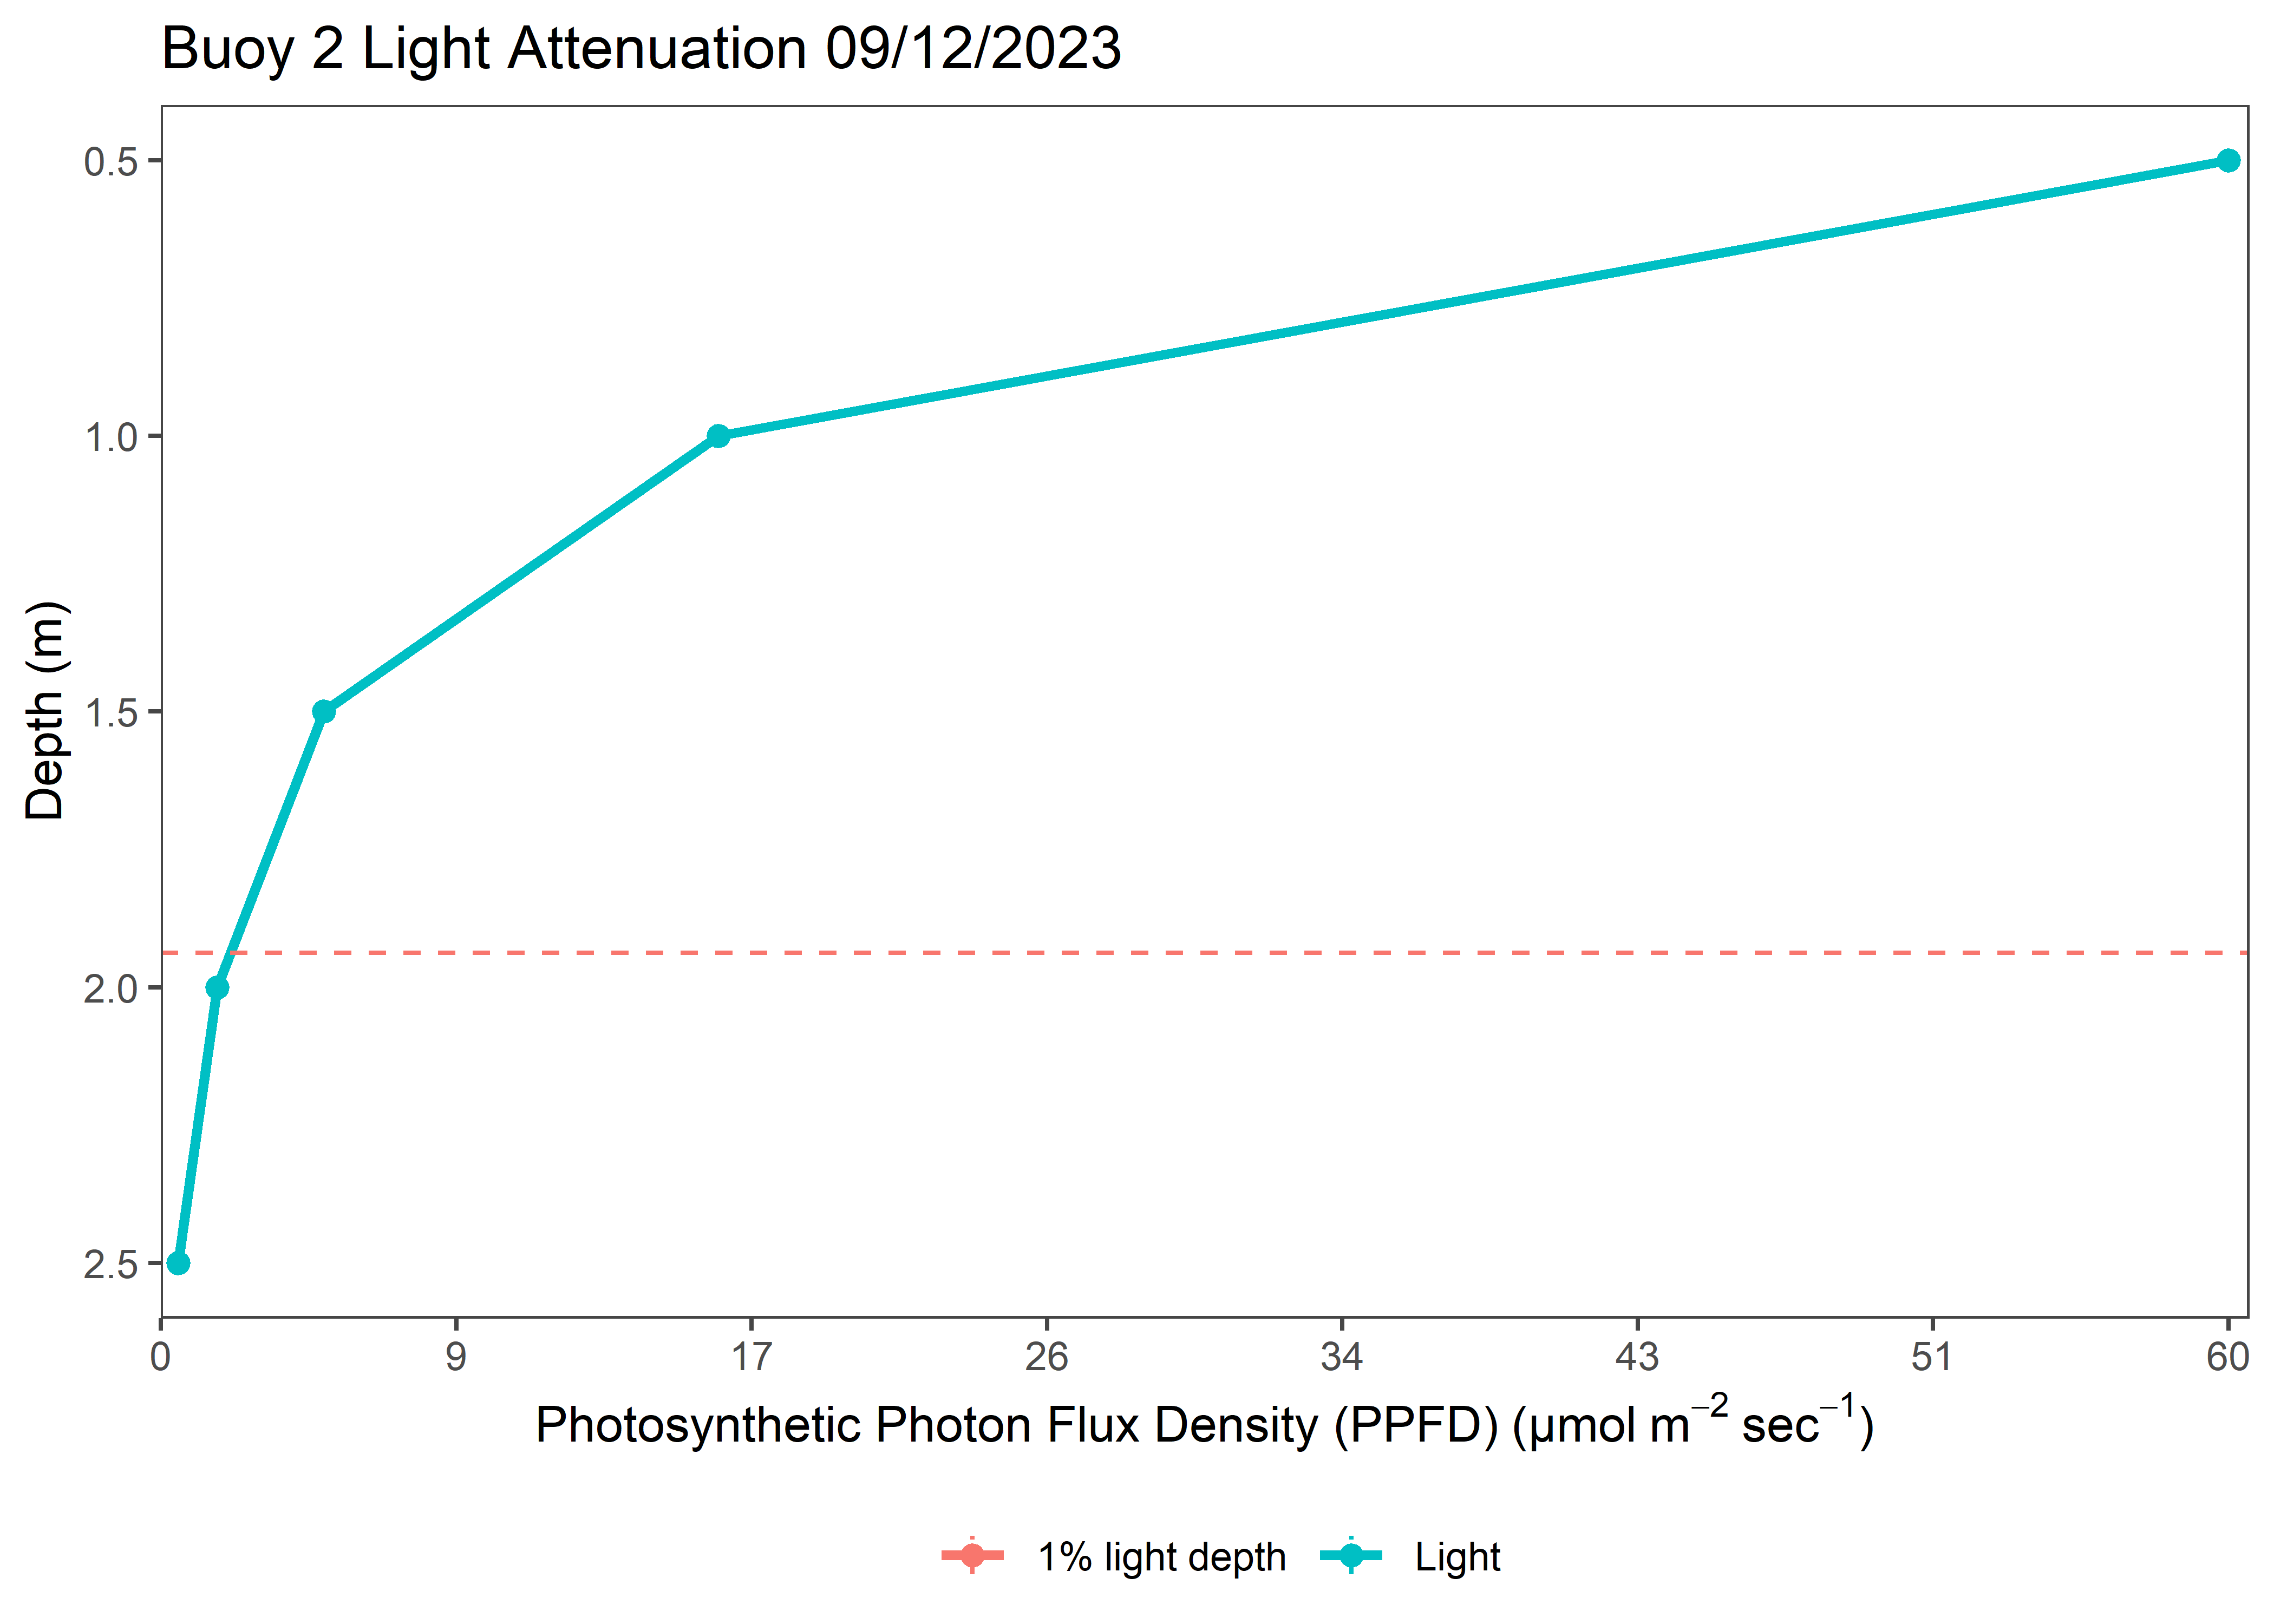 Buoy 2 Light Attenuation 09/12/2023
Depth (m)
0.5
1.0
1.5
2.0
2.5
0 9 17 26 34 43 51 60
Photosynthetic Photon Flux Density (PPFD) (µmol m⁻² sec⁻¹)
1% light depth Light